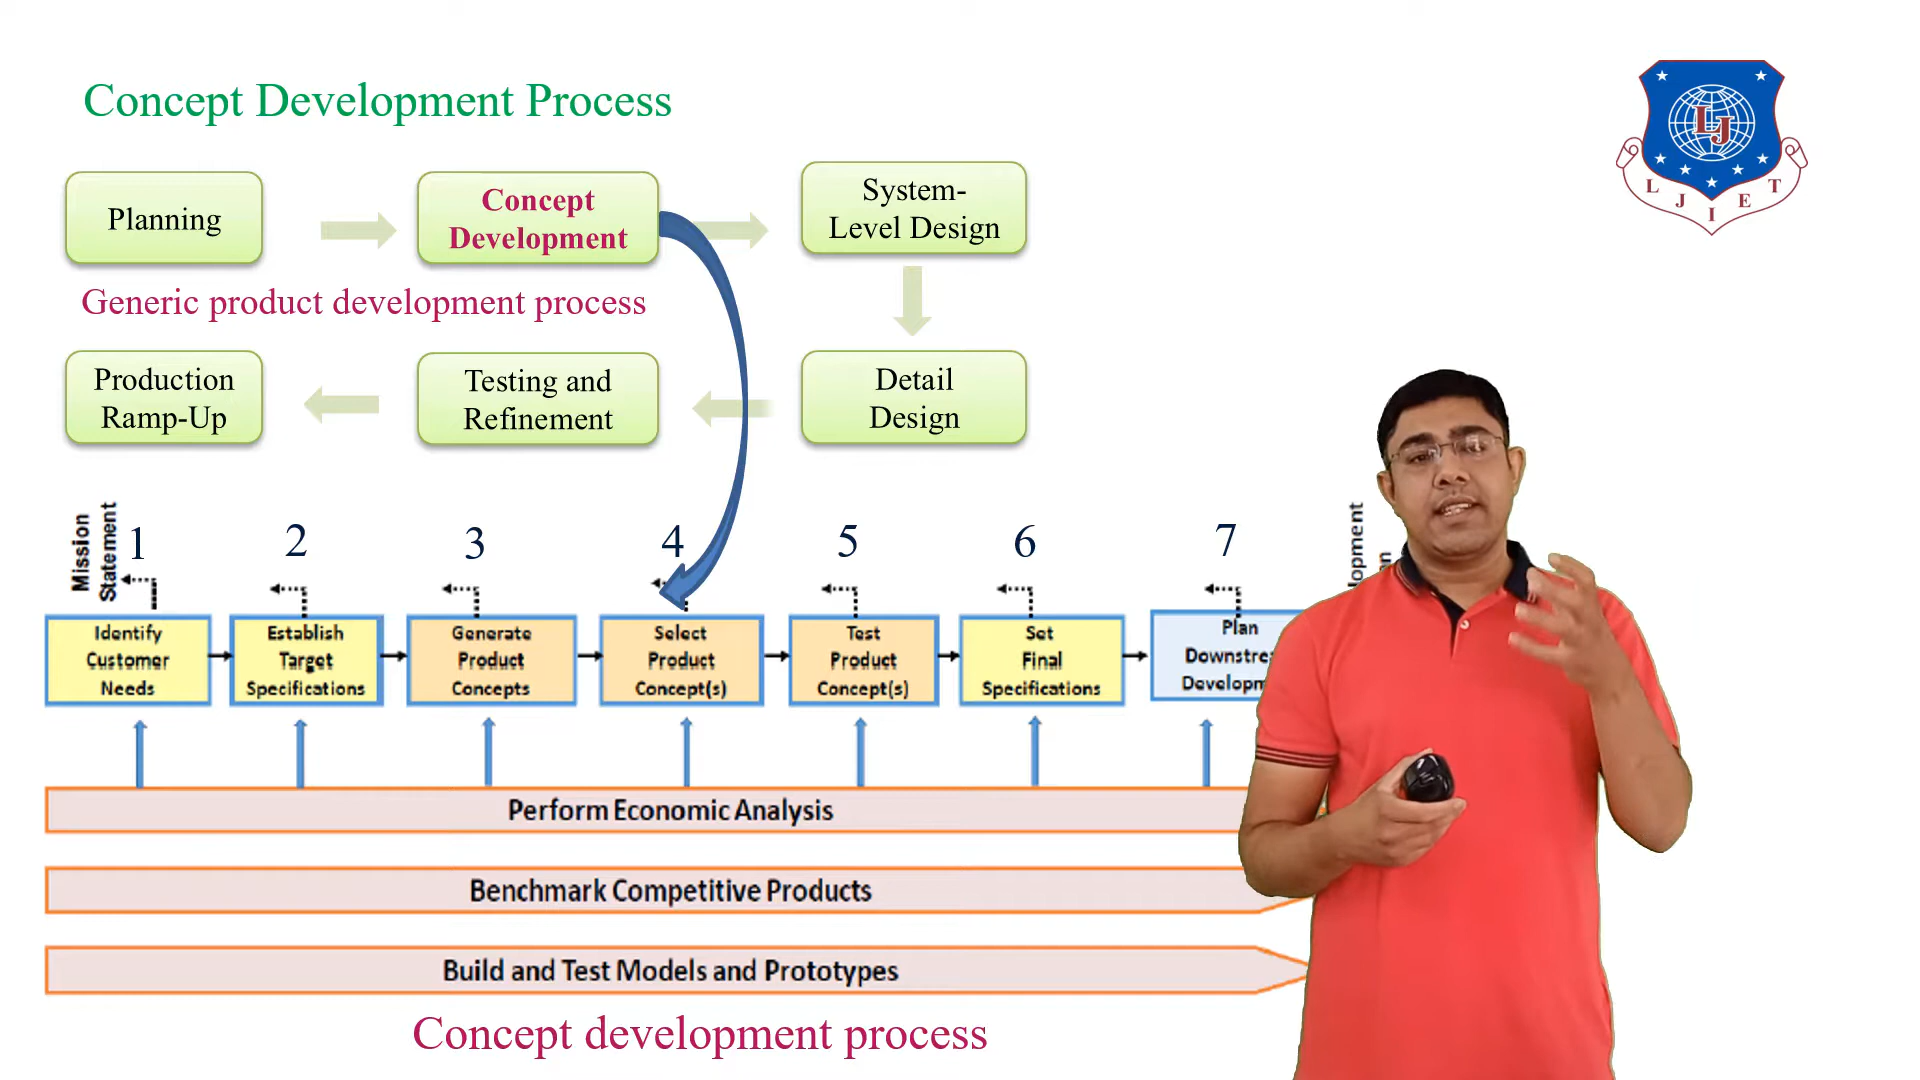 Concept Development Process
L J I E T
LJ
Planning
Concept
Development
System-
Level Design
Generic product development process
Production
Ramp-Up
Testing and
Refinement
Detail
Design
Mission
Statement
1
2
3
4
5
6
7
Identify
Customer
Needs
Establish
Target
Specifications
Generate
Product
Concepts
Select
Product
Concept(s)
Test
Product
Concept(s)
Set
Final
Specifications
Plan
Perform Economic Analysis
Benchmark Competitive Products
Build and Test Models and Prototypes
Concept development process